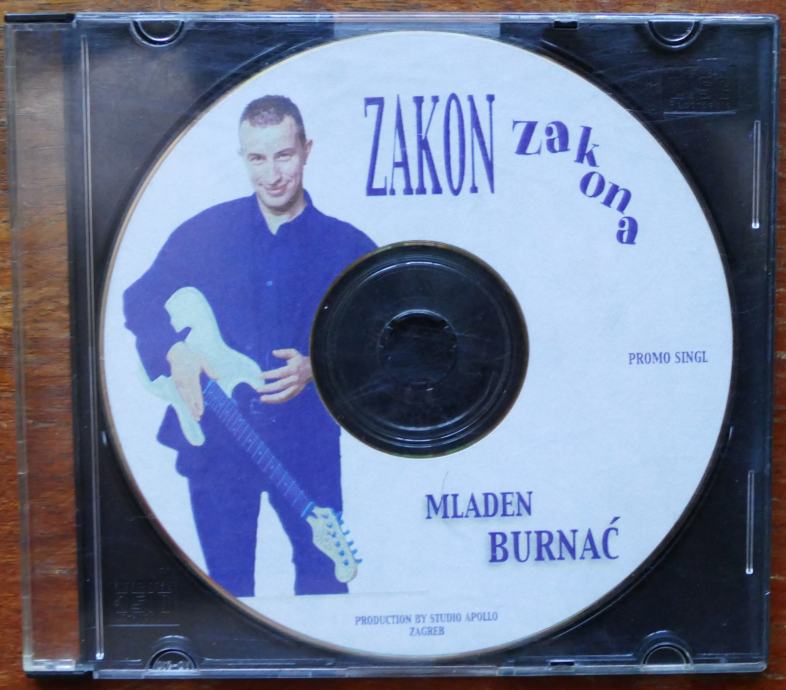 ZAKON zakona
PROMO SINGL
MLADEN
BURNAĆ
PRODUCTION BY STUDIO APOLLO
ZAGREB